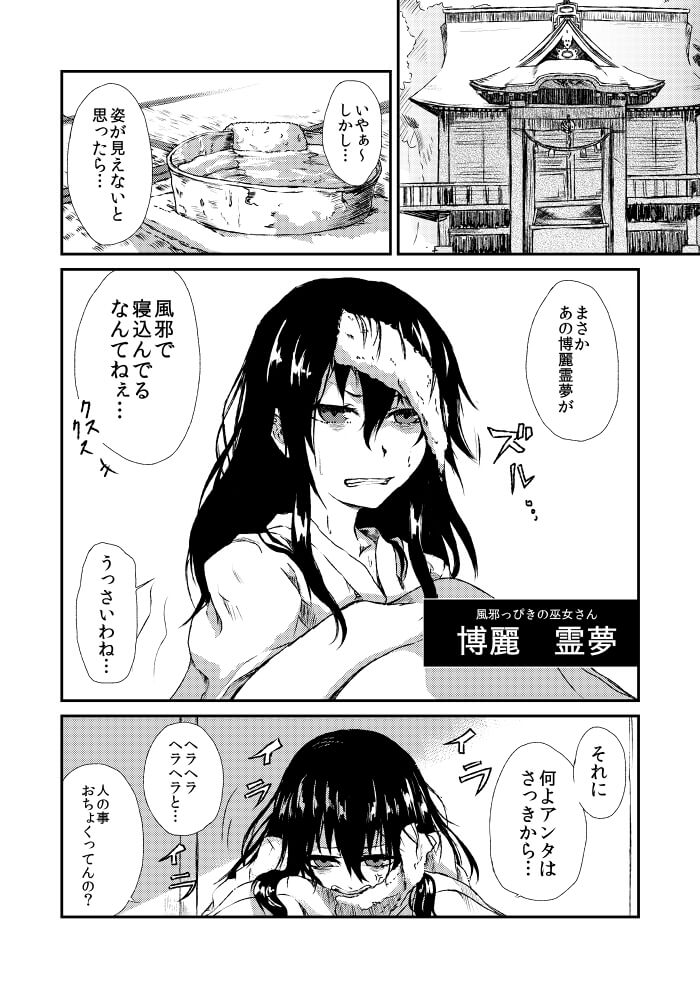 いやぁ〜
しかし…
姿が見えないと
思ったら…
まさか
あの博麗霊夢が
風邪で
寝込んでる
なんてねぇ…
クスクス
クスクス
ズル…
うっさいわね…
風邪っぴきの巫女さん
博麗　霊夢
それに
何よアンタは
さっきから…
イラ
イラ
ヘラヘラ
ヘラヘラと…
人の事
おちょくってんの？